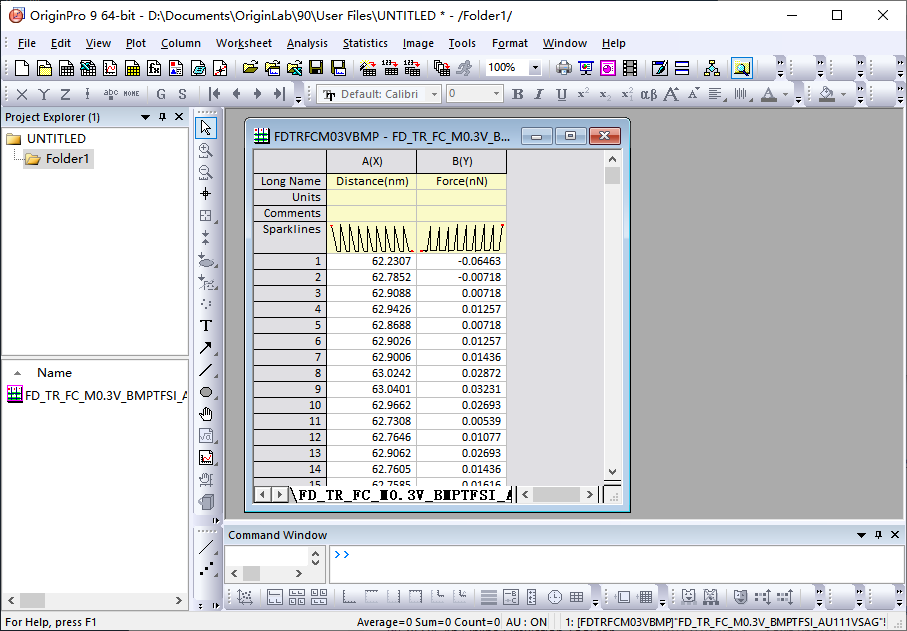 OriginPro 9 64-bit - D:\Documents\OriginLab\90\User Files\UNTITLED * - /Folder1/
File Edit View Plot Column Worksheet Analysis Statistics Image Tools Format Window Help
100%
X Y Z NONE G S Default: Calibri 0 B I U x² x₂ αβ A A A
Project Explorer (1)
UNTITLED
Folder1
Name
FD_TR_FC_M0.3V_BMPTFSI_A
FDTRFCM03VBMP - FD_TR_FC_M0.3V_B...
A(X) B(Y)
Long Name Distance(nm) Force(nN)
Units
Comments
Sparklines
1 62.2307 -0.06463
2 62.7852 -0.00718
3 62.9088 0.00718
4 62.9426 0.01257
5 62.8688 0.00718
6 62.9026 0.01257
7 62.9006 0.01436
8 63.0242 0.02872
9 63.0401 0.03231
10 62.9662 0.02693
11 62.7308 0.00539
12 62.7646 0.01077
13 62.9062 0.02693
14 62.7605 0.01436
15 62.7585 0.01616
FD_TR_FC_M0.3V_BMPTFSI_A
Command Window
>>
For Help, press F1
Average=0 Sum=0 Count=0 AU : ON 1: [FDTRFCM03VBMP]"FD_TR_FC_M0.3V_BMPTFSI_AU111VSAG"!